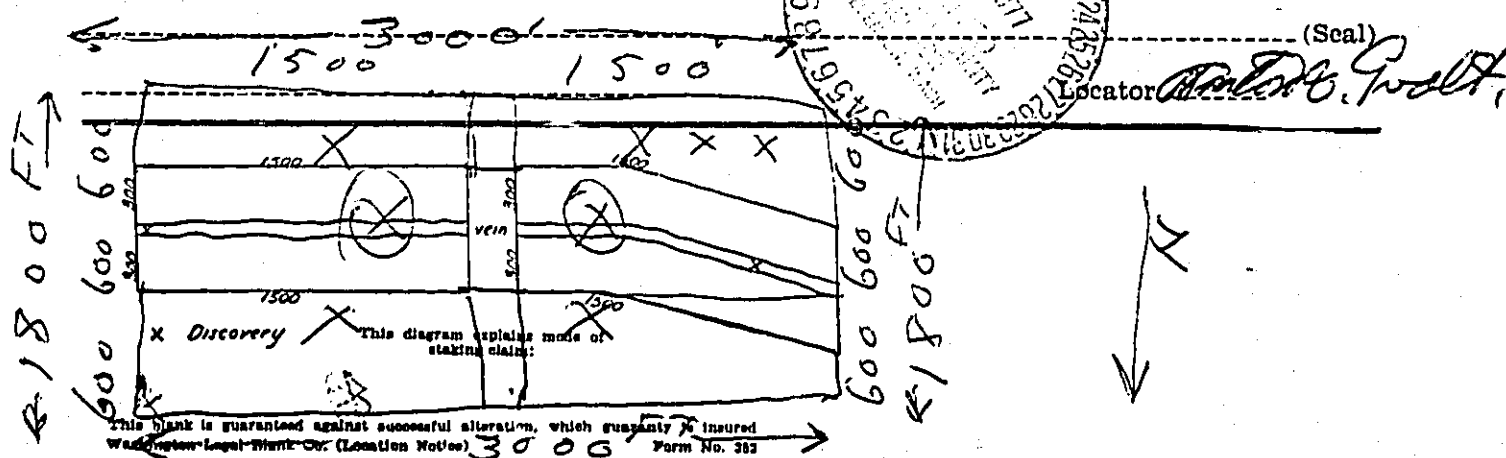 3000'
(Seal)
1500 1500
Locator
600 600
1500 1500
300 300
1800 FT 1800 FT
vein
600 600
300 300
1500 1500
N
x Discovery This diagram explains mode of
staking claim:
600 600
This blank is guaranteed against successful alteration, which guaranty is insured
Washington Legal Blank Co. (Location Notice) 3000 Form No. 383